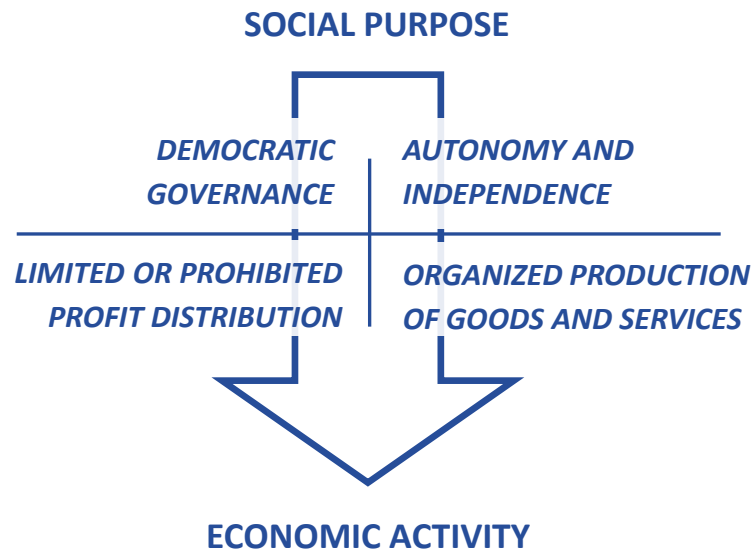 SOCIAL PURPOSE
DEMOCRATIC
GOVERNANCE
AUTONOMY AND
INDEPENDENCE
LIMITED OR PROHIBITED
PROFIT DISTRIBUTION
ORGANIZED PRODUCTION
OF GOODS AND SERVICES
ECONOMIC ACTIVITY